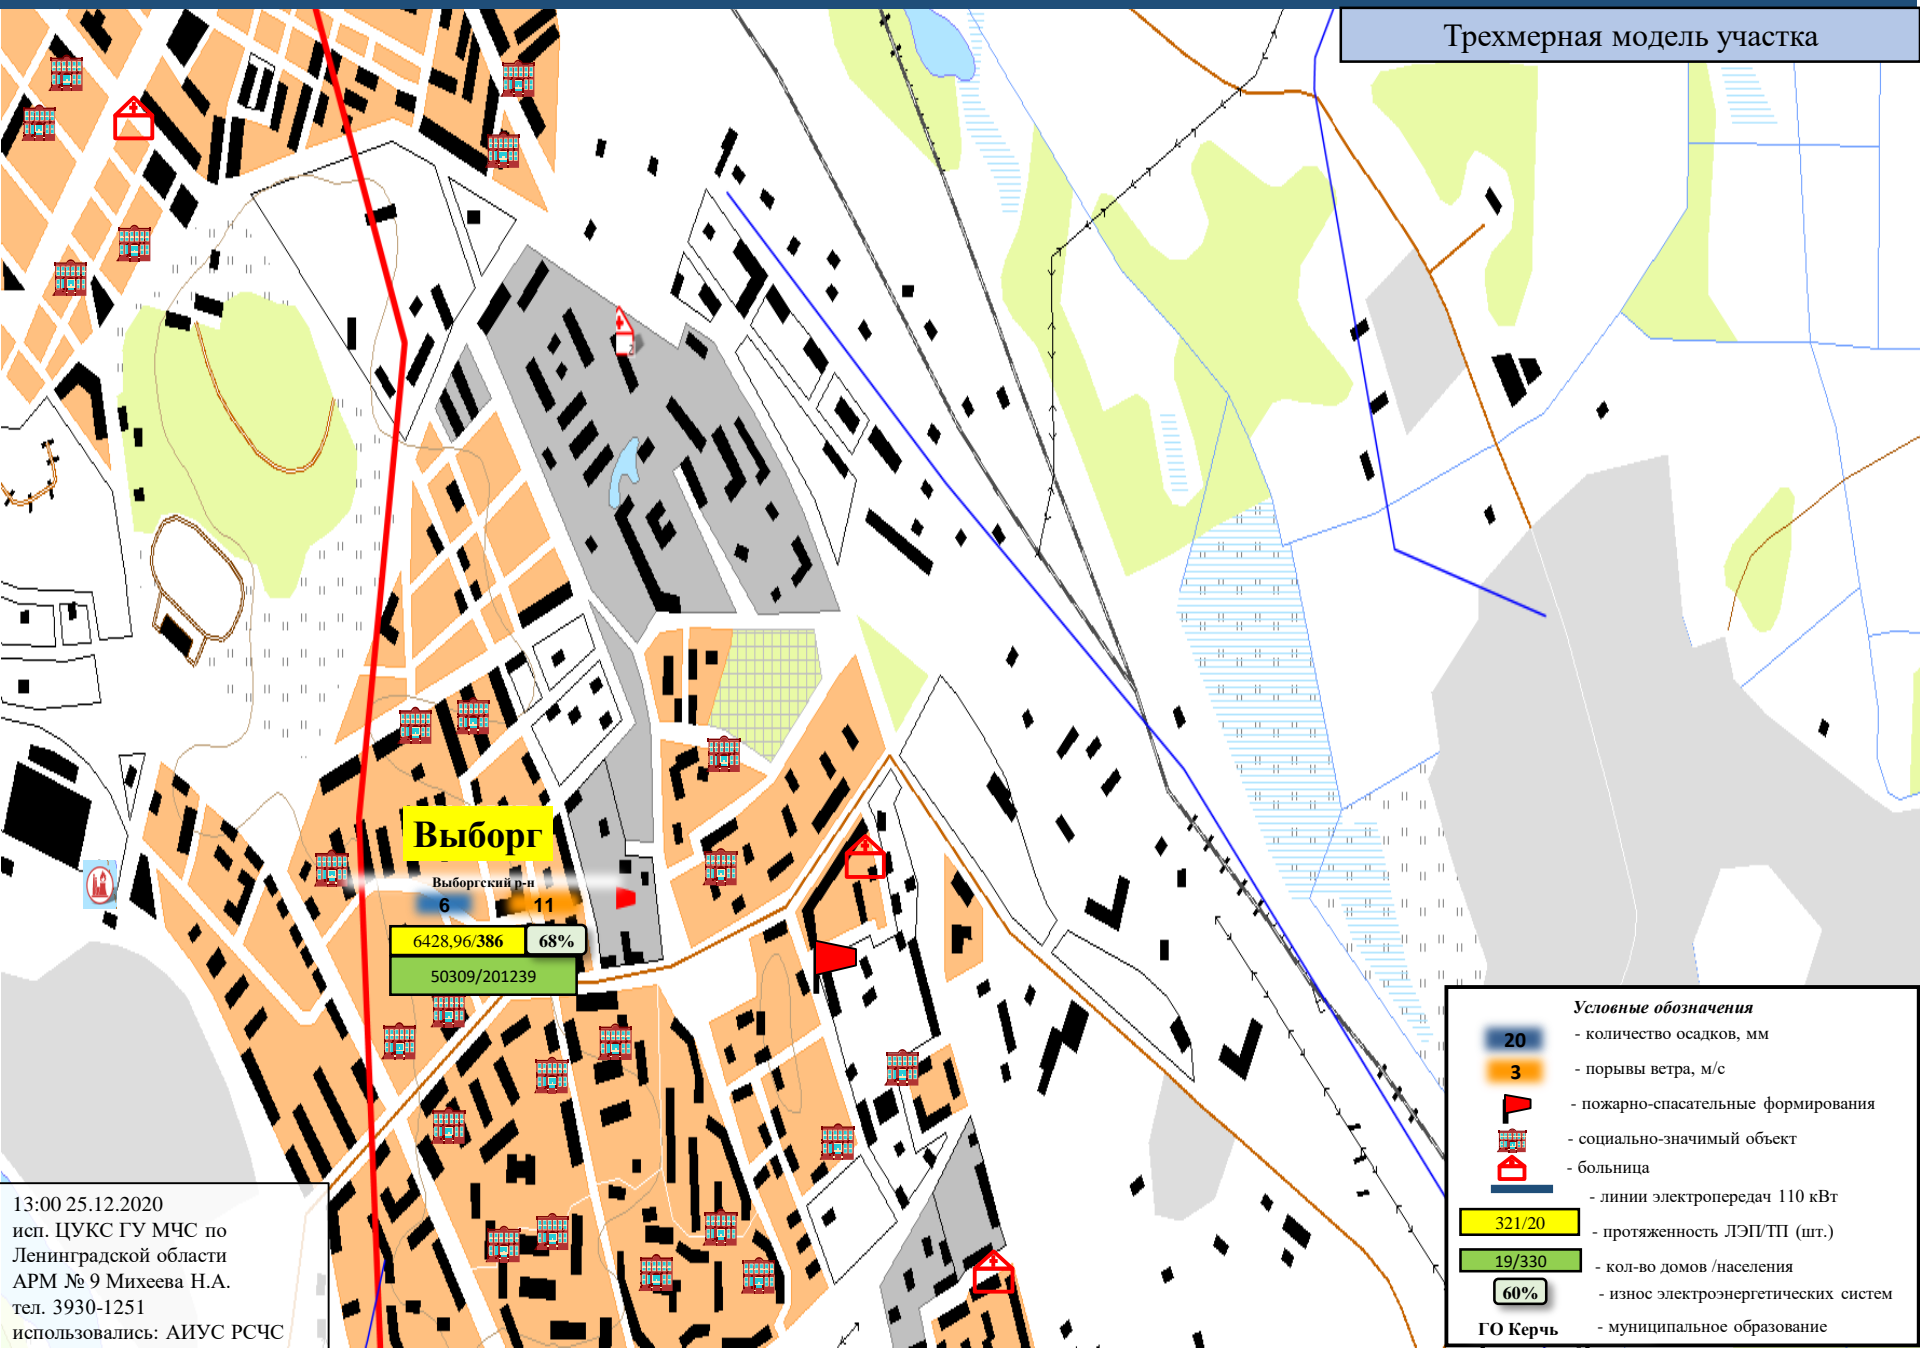 Трехмерная модель участка
Выборг
Выборгский р-н
6
11
6428,96/386
68%
50309/201239
13:00 25.12.2020
исп. ЦУКС ГУ МЧС по
Ленинградской области
АРМ № 9 Михеева Н.А.
тел. 3930-1251
использовались: АИУС РСЧС
Условные обозначения
20 - количество осадков, мм
3 - порывы ветра, м/с
- пожарно-спасательные формирования
- социально-значимый объект
- больница
- линии электропередач 110 кВт
321/20 - протяженность ЛЭП/ТП (шт.)
19/330 - кол-во домов /населения
60% - износ электроэнергетических систем
ГО Керчь - муниципальное образование